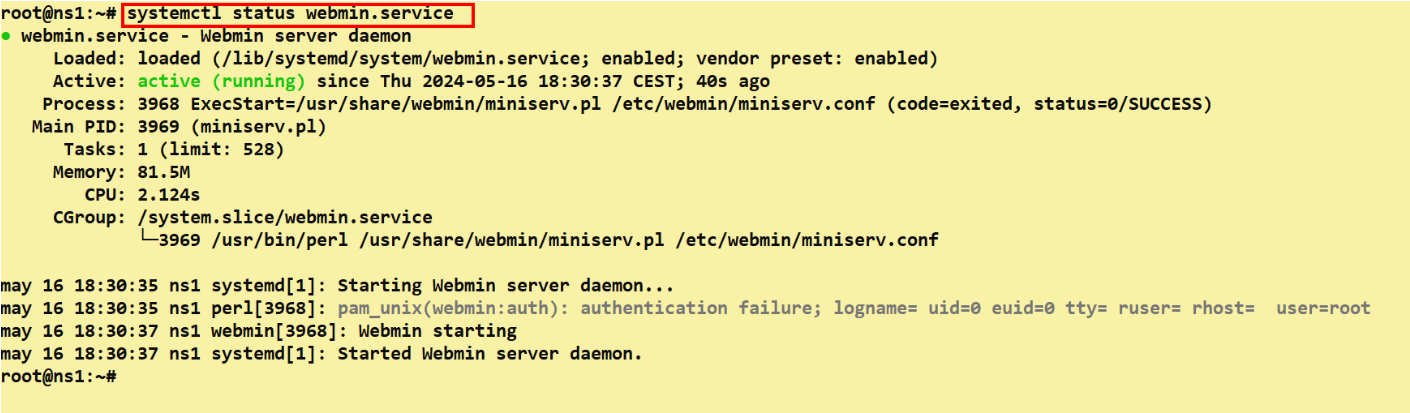 root@ns1:~# systemctl status webmin.service
● webmin.service - Webmin server daemon
     Loaded: loaded (/lib/systemd/system/webmin.service; enabled; vendor preset: enabled)
     Active: active (running) since Thu 2024-05-16 18:30:37 CEST; 40s ago
    Process: 3968 ExecStart=/usr/share/webmin/miniserv.pl /etc/webmin/miniserv.conf (code=exited, status=0/SUCCESS)
   Main PID: 3969 (miniserv.pl)
      Tasks: 1 (limit: 528)
     Memory: 81.5M
        CPU: 2.124s
     CGroup: /system.slice/webmin.service
             └─3969 /usr/bin/perl /usr/share/webmin/miniserv.pl /etc/webmin/miniserv.conf

may 16 18:30:35 ns1 systemd[1]: Starting Webmin server daemon...
may 16 18:30:35 ns1 perl[3968]: pam_unix(webmin:auth): authentication failure; logname= uid=0 euid=0 tty= ruser= rhost=  user=root
may 16 18:30:37 ns1 webmin[3968]: Webmin starting
may 16 18:30:37 ns1 systemd[1]: Started Webmin server daemon.
root@ns1:~#